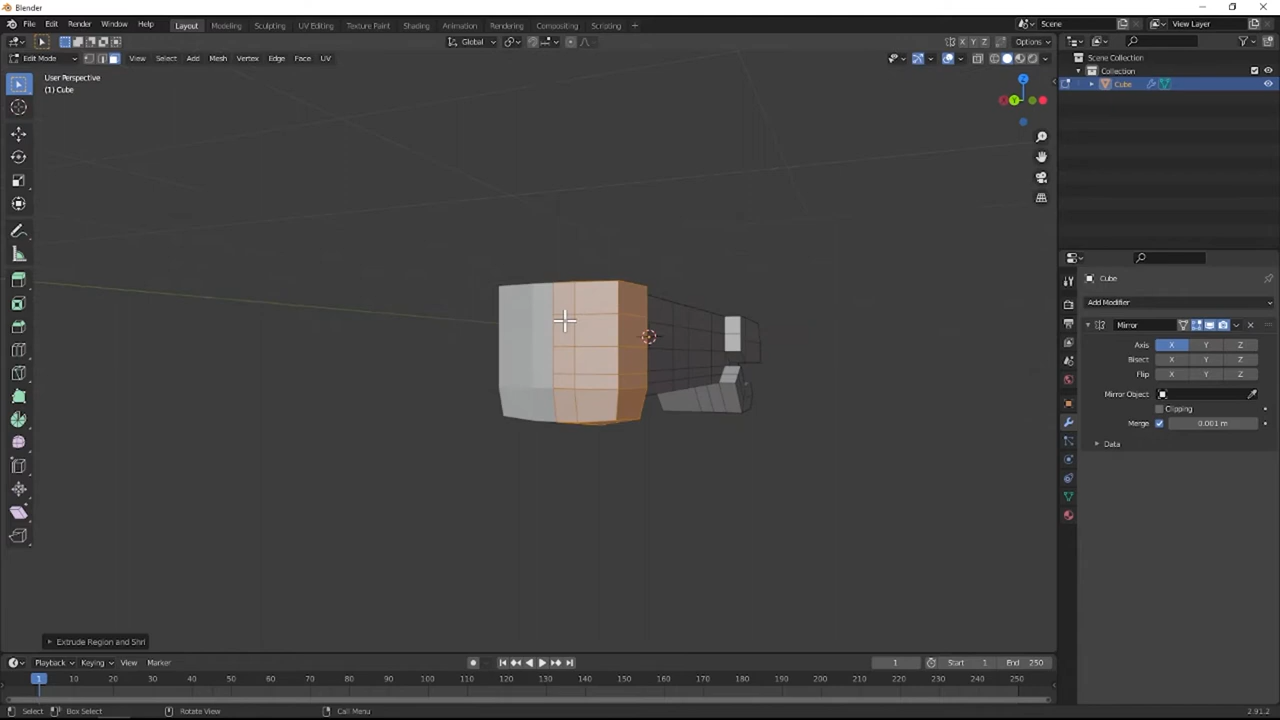 Blender
File Edit Render Window Help Layout Modeling Sculpting UV Editing Texture Paint Shading Animation Rendering Compositing Scripting + Scene View Layer
Global X Y Z Options
Edit Mode View Select Add Mesh Vertex Edge Face UV
Scene Collection
Collection
Cube
User Perspective
(1) Cube
Z
Y
Cube
Add Modifier
Mirror
Axis X Y Z
Bisect X Y Z
Flip X Y Z
Mirror Object
Clipping
Merge 0.001 m
Data
Extrude Region and Shri
Playback Keying View Marker 1 Start 1 End 250
1 10 20 30 40 50 60 70 80 90 100 110 120 130 140 150 160 170 180 190 200 210 220 230 240 250
Select Box Select Rotate View Call Menu 2.91.2